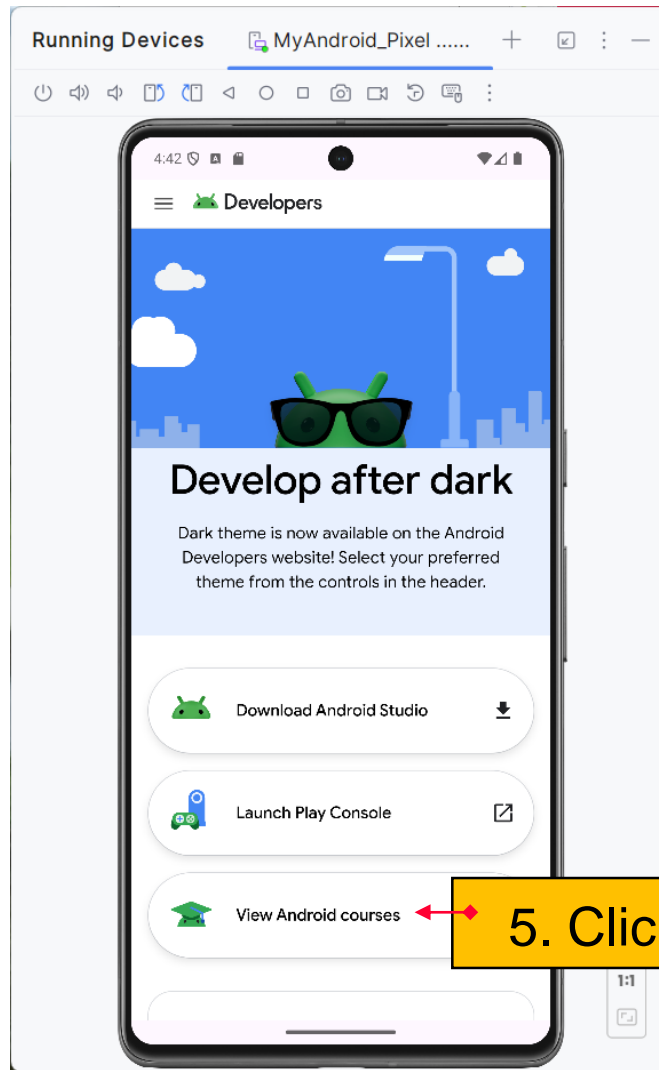 Running Devices MyAndroid_Pixel ......
4:42
Developers
Develop after dark
Dark theme is now available on the Android
Developers website! Select your preferred
theme from the controls in the header.
Download Android Studio
Launch Play Console
View Android courses
5. Clic
1:1